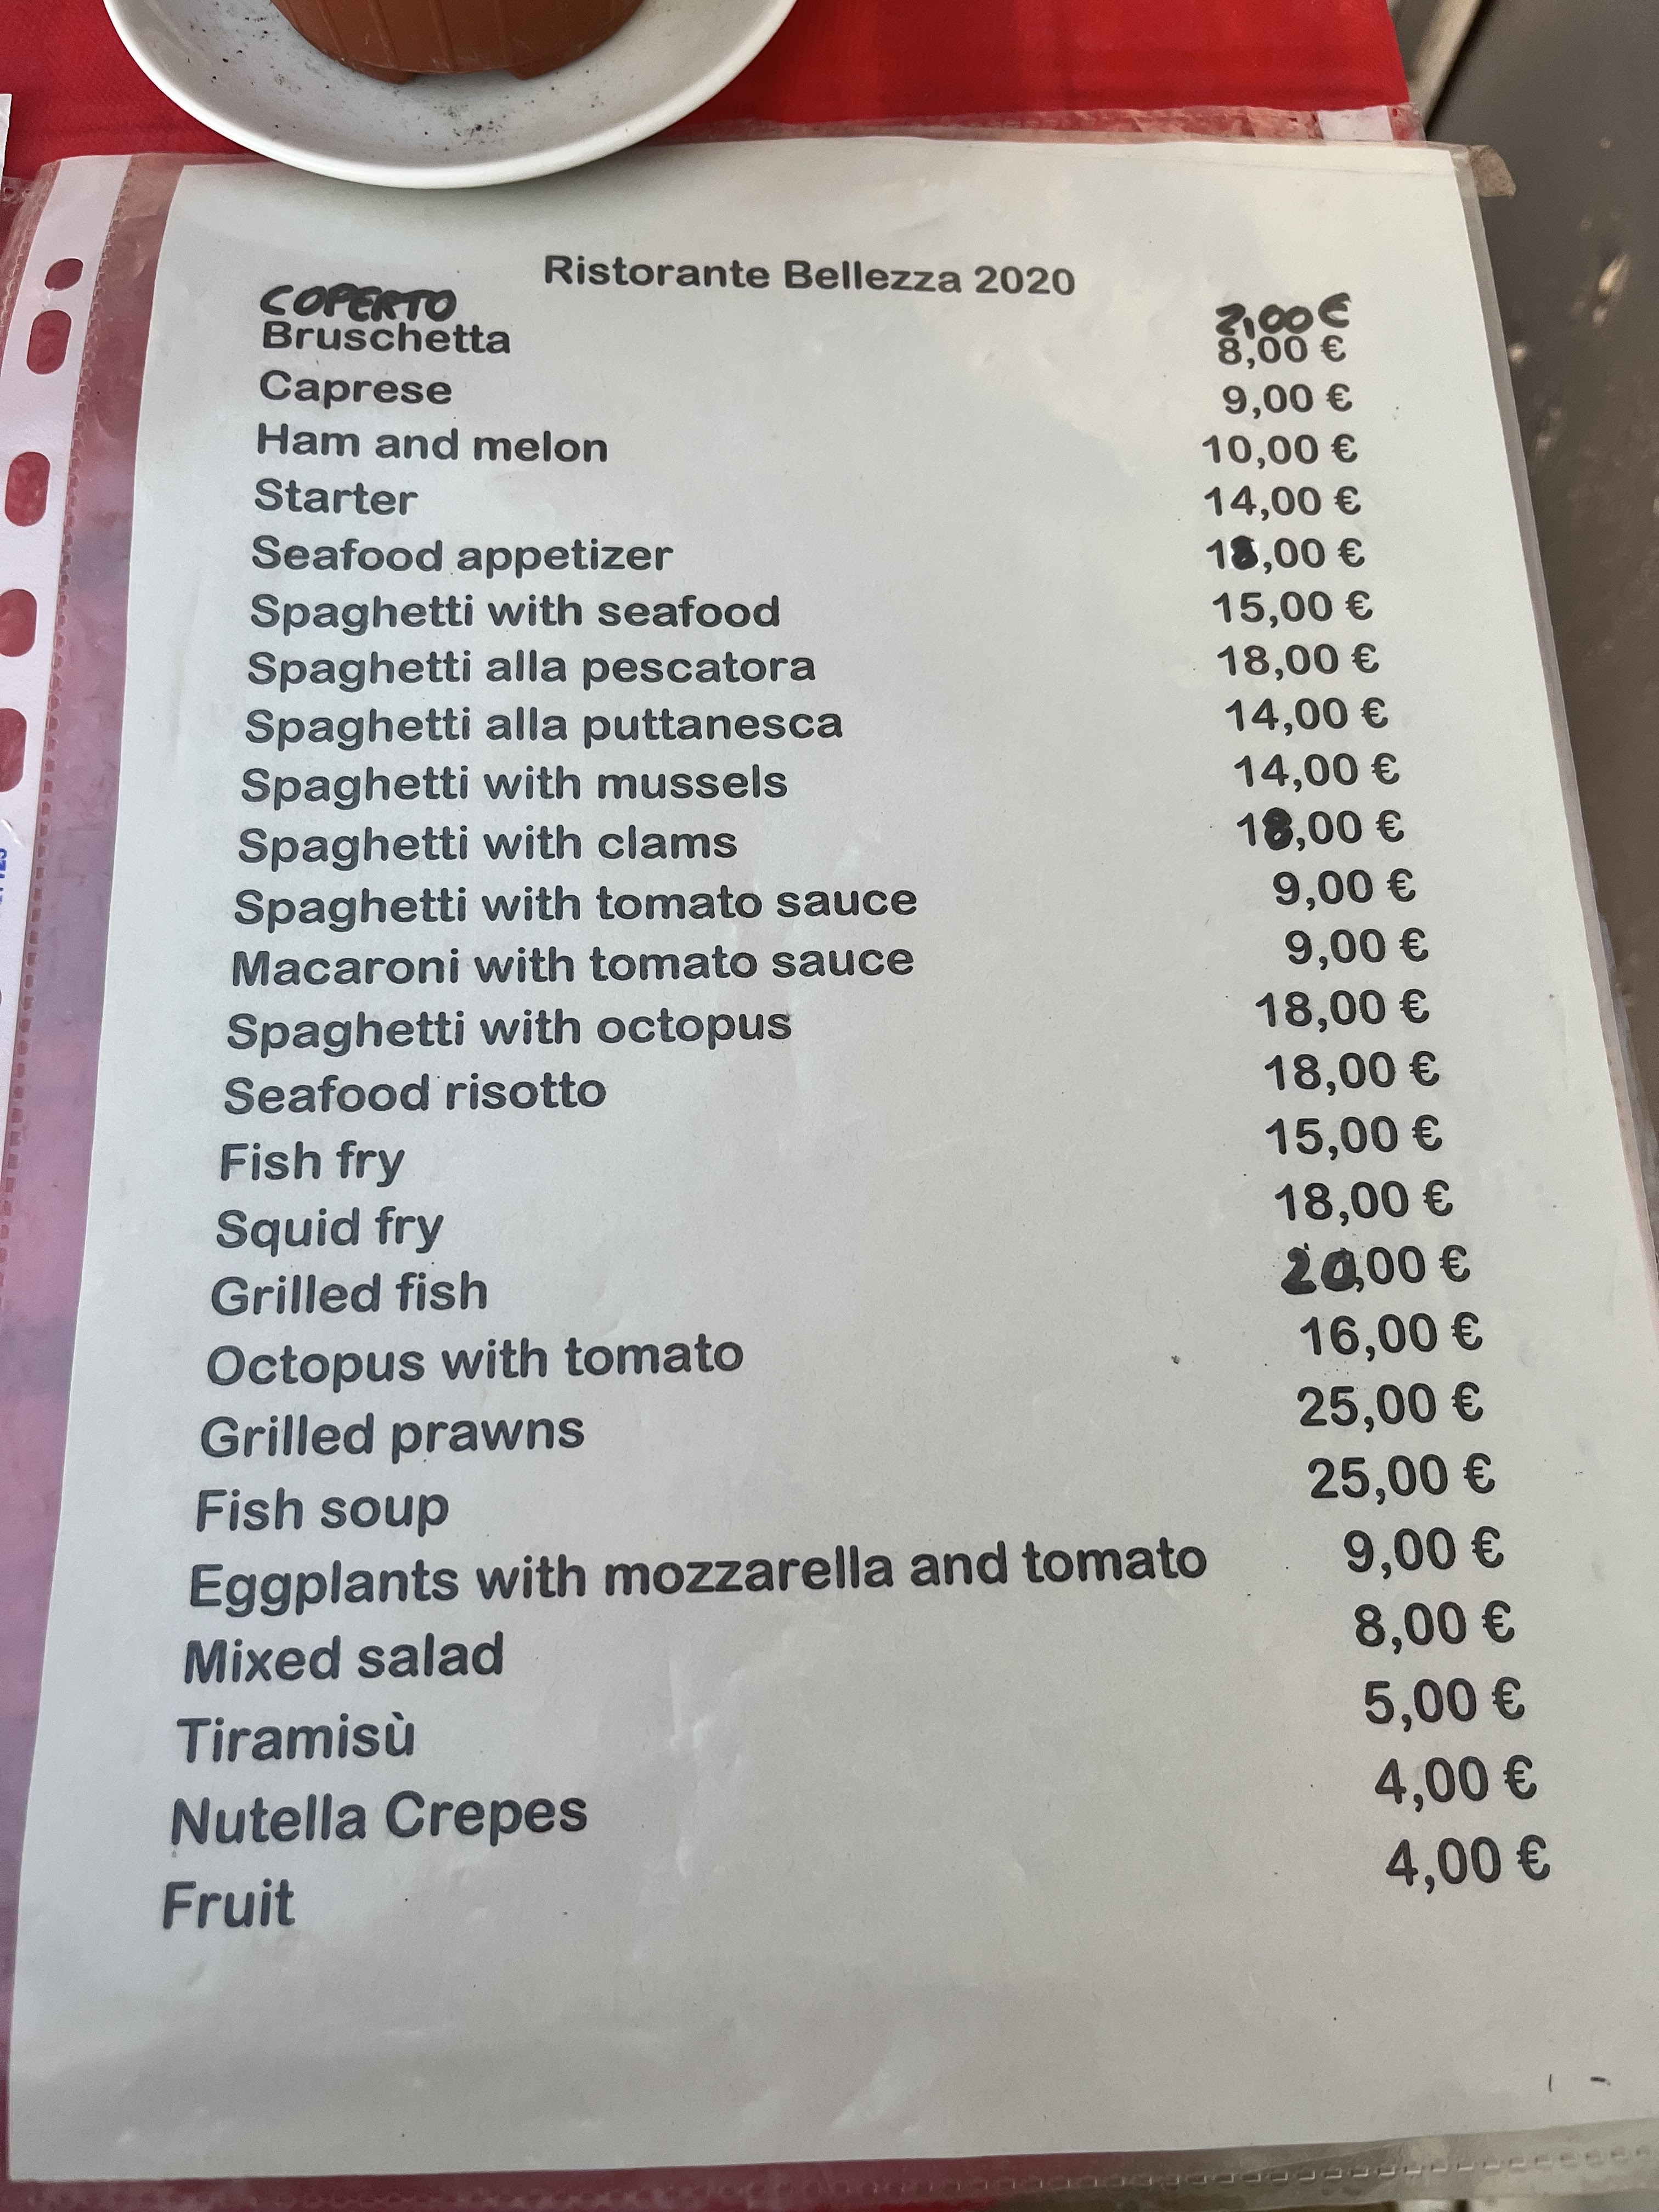 Ristorante Bellezza 2020
COPERTO 2,00 €
Bruschetta 8,00 €
Caprese 9,00 €
Ham and melon 10,00 €
Starter 14,00 €
Seafood appetizer 18,00 €
Spaghetti with seafood 15,00 €
Spaghetti alla pescatora 18,00 €
Spaghetti alla puttanesca 14,00 €
Spaghetti with mussels 14,00 €
Spaghetti with clams 18,00 €
Spaghetti with tomato sauce 9,00 €
Macaroni with tomato sauce 9,00 €
Spaghetti with octopus 18,00 €
Seafood risotto 18,00 €
Fish fry 15,00 €
Squid fry 18,00 €
Grilled fish 20,00 €
Octopus with tomato 16,00 €
Grilled prawns 25,00 €
Fish soup 25,00 €
Eggplants with mozzarella and tomato 9,00 €
Mixed salad 8,00 €
Tiramisù 5,00 €
Nutella Crepes 4,00 €
Fruit 4,00 €